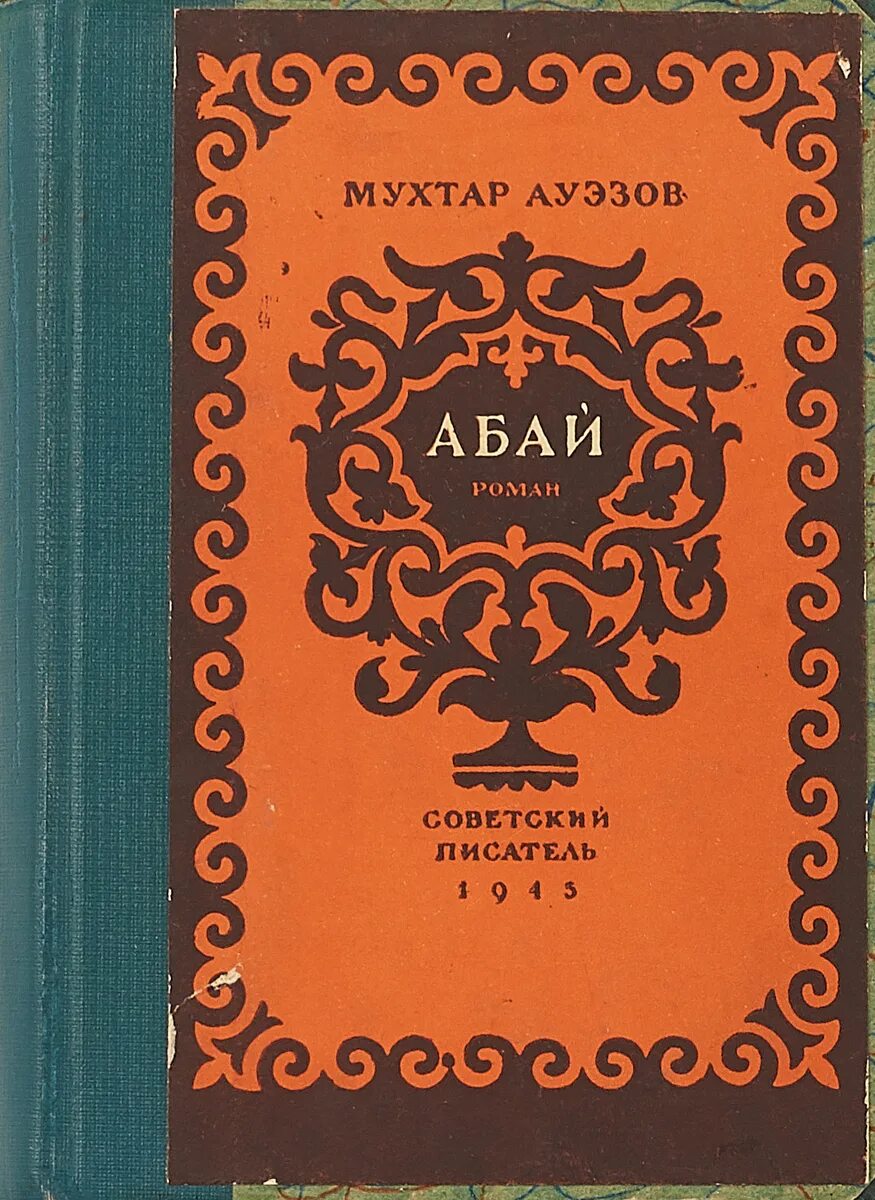 МУХТАР АУЭЗОВ
АБАЙ
РОМАН
СОВЕТСКИЙ
ПИСАТЕЛЬ
1945